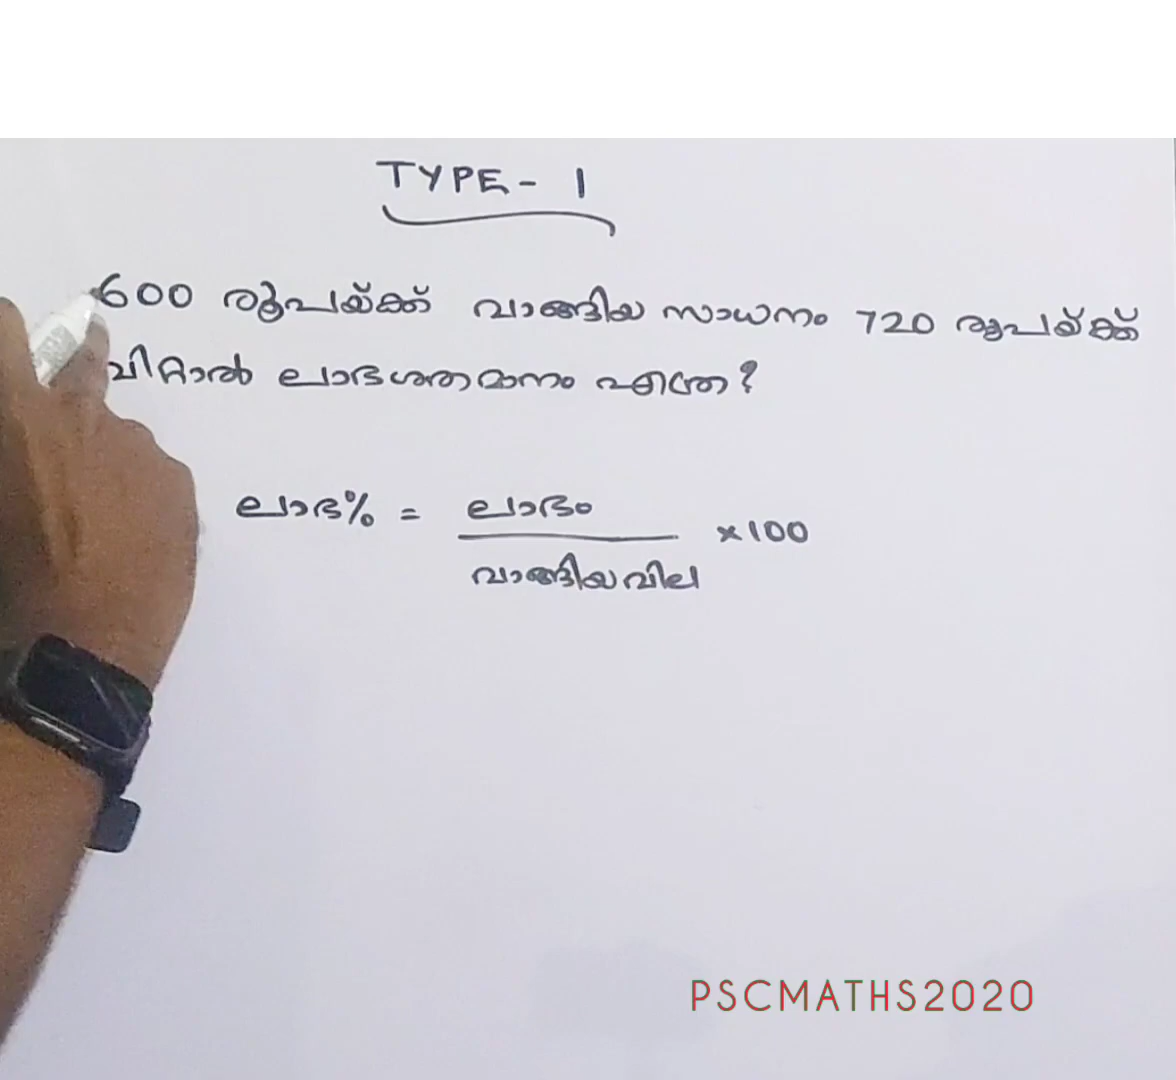 TYPE - 1
600 രൂപയ്ക്ക് വാങ്ങിയ സാധനം 720 രൂപയ്ക്ക്
വിറ്റാൽ ലാഭശതമാനം എത്ര?
ലാഭ% = ലാഭം / വാങ്ങിയവില ×100
PSCMATHS2020